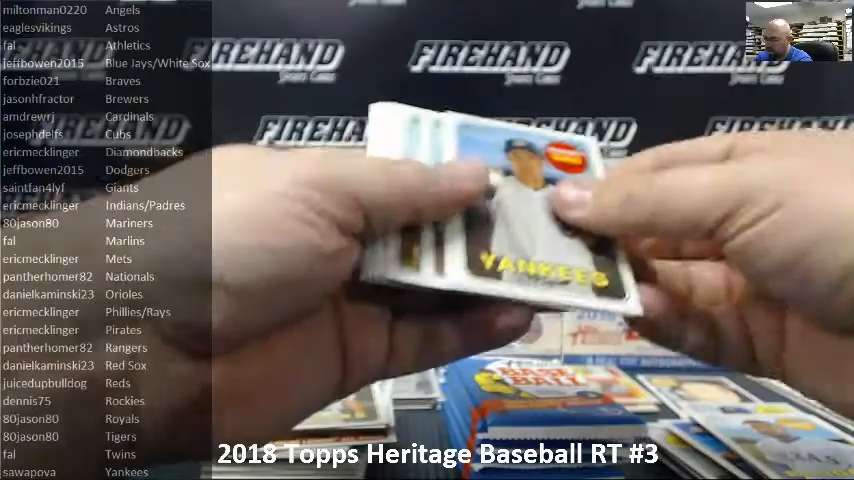 miltonman0220 Angels
eaglesvikings Astros
fal Athletics
jeffbowen2015 Blue Jays/White Sox
forbzie021 Braves
jasonhfractor Brewers
amdrewrj Cardinals
josephdelfs Cubs
ericmecklinger Diamondbacks
jeffbowen2015 Dodgers
saintfan4lyf Giants
ericmecklinger Indians/Padres
80jason80 Mariners
fal Marlins
ericmecklinger Mets
pantherhomer82 Nationals
danielkaminski23 Orioles
ericmecklinger Phillies/Rays
ericmecklinger Pirates
pantherhomer82 Rangers
danielkaminski23 Red Sox
juicedupbulldog Reds
dennis75 Rockies
80jason80 Royals
80jason80 Tigers
fal Twins
sawapova Yankees
FIREHAND
FIREHAND
FIREHAND
FIREHAND
FIREHAND
YANKEES
BASE
BALL
2018 Topps Heritage Baseball RT #3